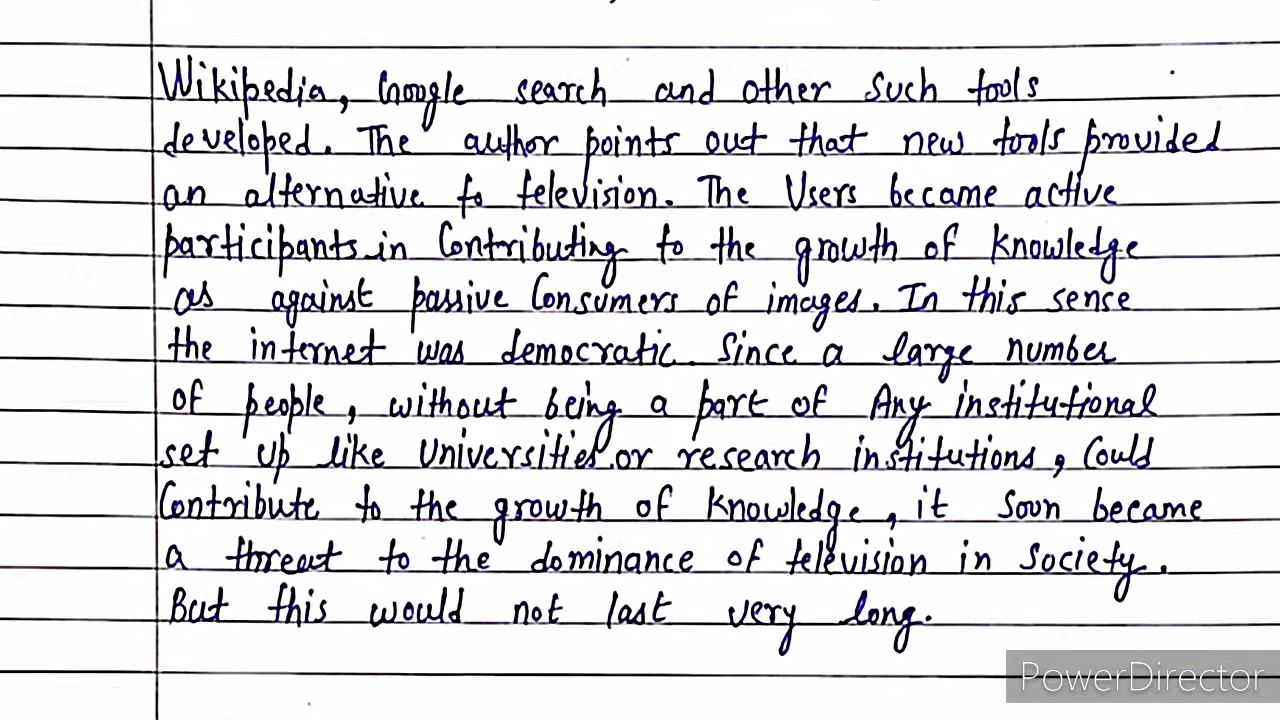 Wikipedia, Google search and other such tools
developed. The author points out that new tools provided
an alternative to television. The Users became active
participants in Contributing to the growth of Knowledge
as against passive Consumers of images. In this sense
the internet was democratic. Since a large number
of people, without being a part of Any institutional
set up like Universities or research institutions, Could
Contribute to the growth of Knowledge, it soon became
a threat to the dominance of television in society.
But this would not last very long.
PowerDirector